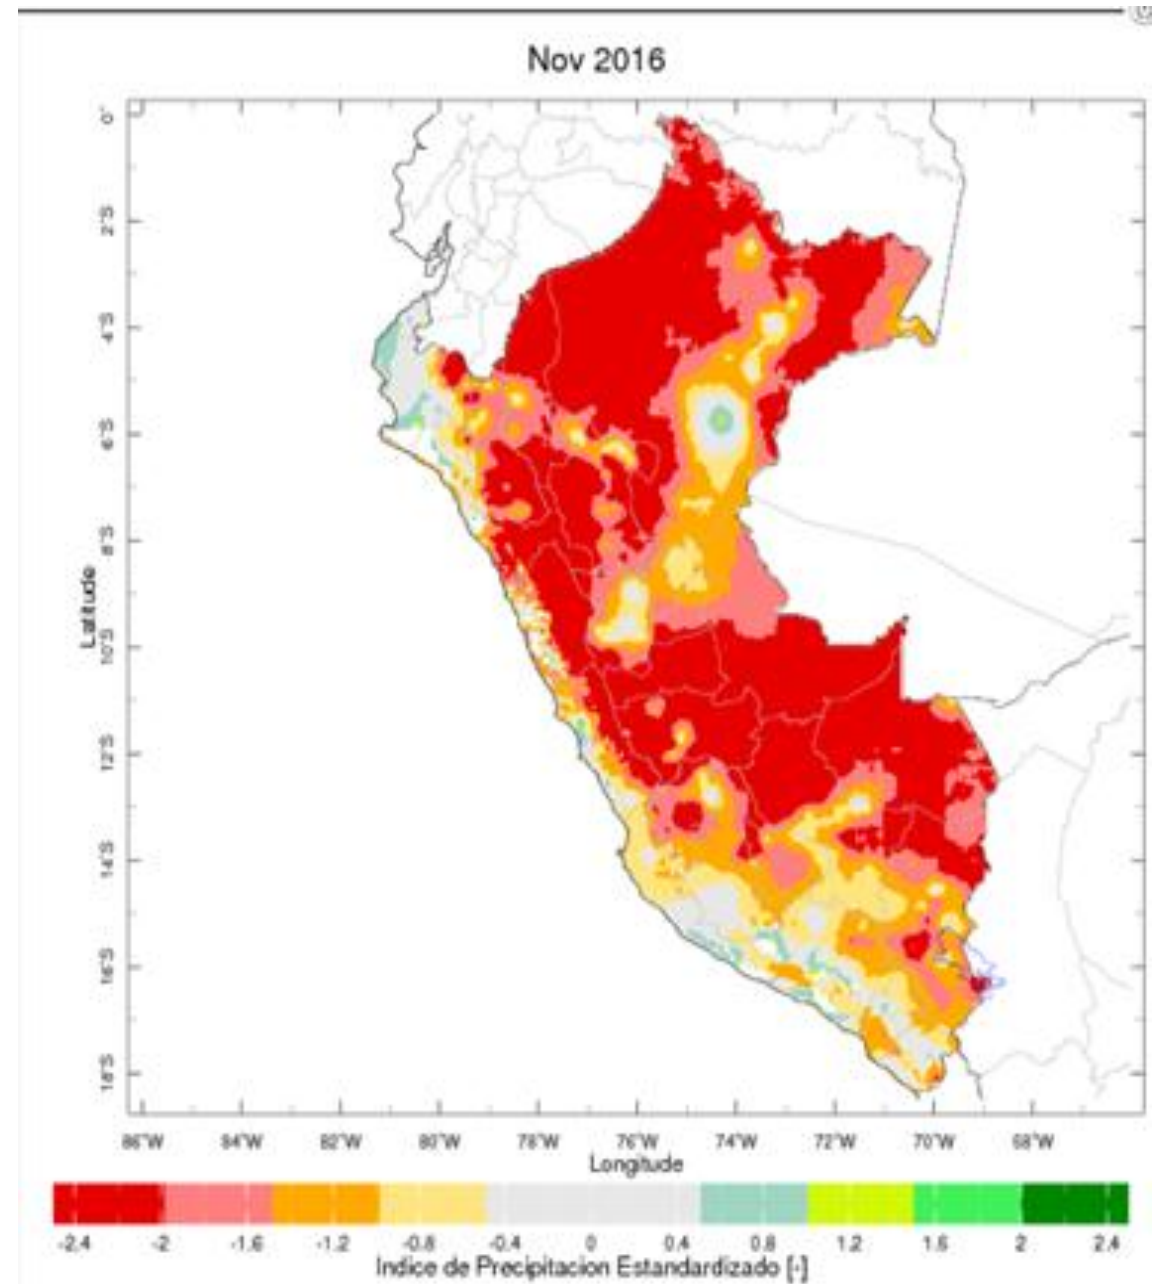 Nov 2016
0°
2°S
4°S
6°S
8°S
10°S
12°S
14°S
16°S
18°S
Latitude
86°W 84°W 82°W 80°W 78°W 76°W 74°W 72°W 70°W 68°W
Longitude
-2.4 -2 -1.6 -1.2 -0.8 -0.4 0 0.4 0.8 1.2 1.6 2 2.4
Indice de Precipitacion Estandardizado [-]